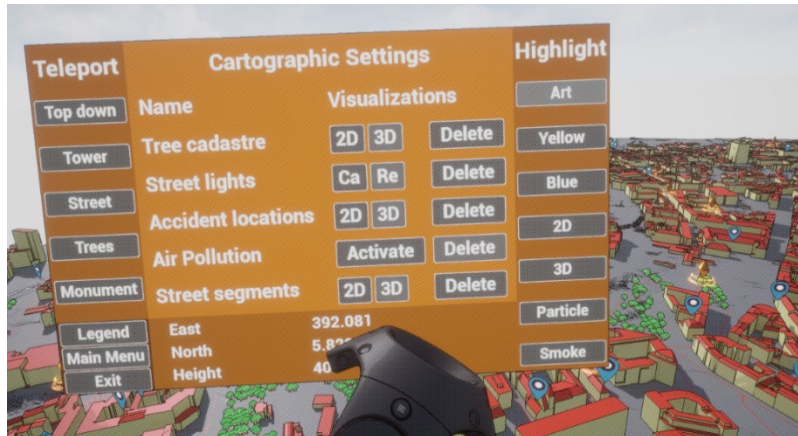 Teleport
Top down
Tower
Street
Trees
Monument
Legend
Main Menu
Exit
Cartographic Settings
Name Visualizations
Tree cadastre 2D 3D Delete
Street lights Ca Re Delete
Accident locations 2D 3D Delete
Air Pollution Activate Delete
Street segments 2D 3D Delete
East 392.081
North
Height
Highlight
Art
Yellow
Blue
2D
3D
Particle
Smoke